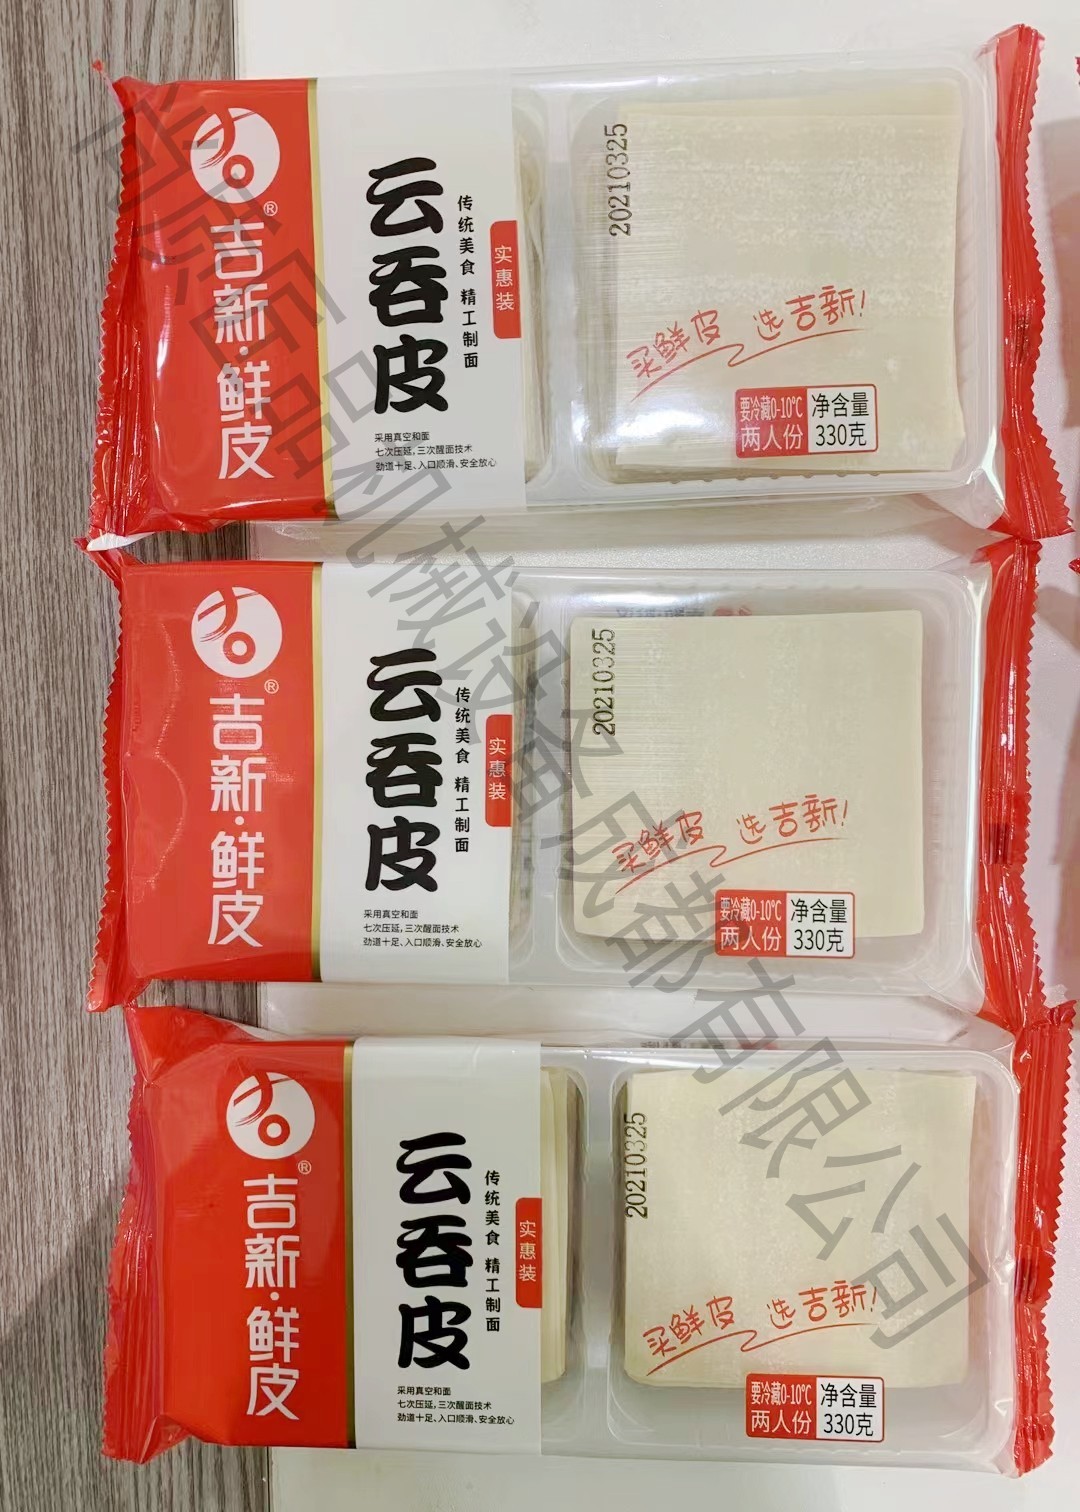 吉新·鲜皮
®
云吞皮
传统美食 精工制面
实惠装
采用真空和面
七次压延，三次醒面技术
劲道十足、入口顺滑、安全放心
20210325
买鲜皮 选吉新!
要冷藏0-10℃
两人份
净含量
330克
吉新·鲜皮
®
云吞皮
传统美食 精工制面
实惠装
采用真空和面
七次压延，三次醒面技术
劲道十足、入口顺滑、安全放心
20210325
买鲜皮 选吉新!
要冷藏0-10℃
两人份
净含量
330克
吉新·鲜皮
®
云吞皮
传统美食 精工制面
实惠装
采用真空和面
七次压延，三次醒面技术
劲道十足、入口顺滑、安全放心
20210325
买鲜皮 选吉新!
要冷藏0-10℃
两人份
净含量
330克
机械设备成都有限公司